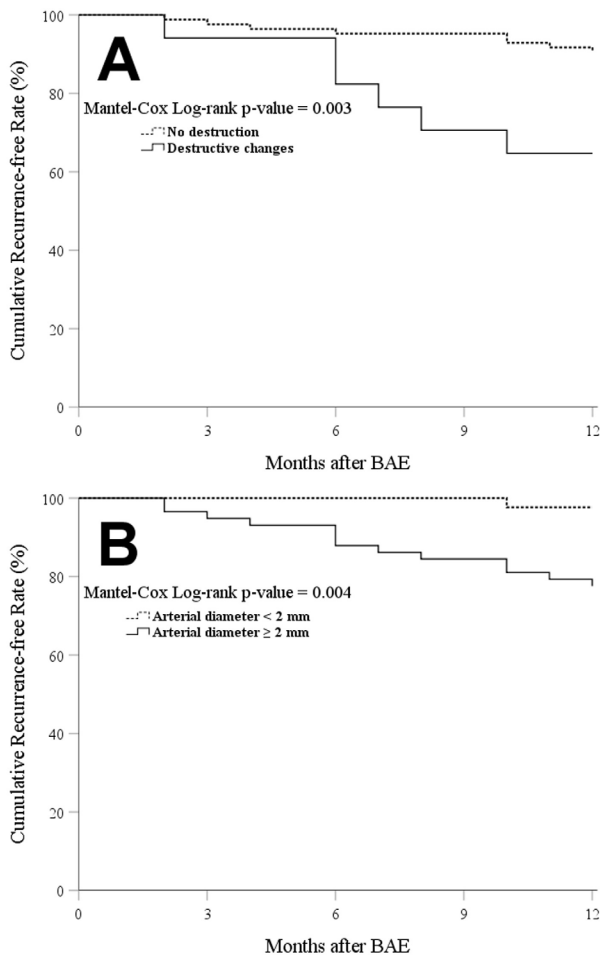 100
80
60
40
20
0
Cumulative Recurrence-free Rate (%)
A
Mantel-Cox Log-rank p-value = 0.003
No destruction
Destructive changes
0 3 6 9 12
Months after BAE
100
80
60
40
20
0
Cumulative Recurrence-free Rate (%)
B
Mantel-Cox Log-rank p-value = 0.004
Arterial diameter < 2 mm
Arterial diameter ≥ 2 mm
0 3 6 9 12
Months after BAE